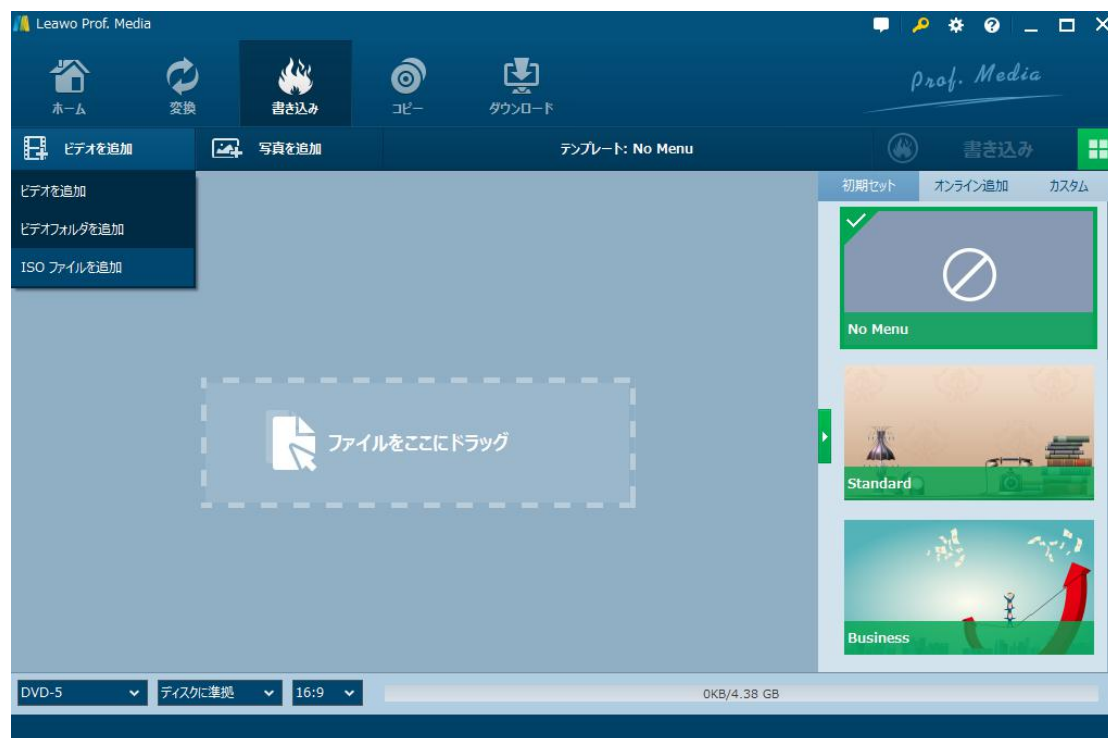 Leawo Prof. Media
ホーム
変換
書き込み
コピー
ダウンロード
Prof. Media
ビデオを追加
写真を追加
テンプレート: No Menu
書き込み
ビデオを追加
ビデオフォルダを追加
ISO ファイルを追加
初期セット
オンライン追加
カスタム
No Menu
ファイルをここにドラッグ
Standard
Business
DVD-5
ディスクに準拠
16:9
0KB/4.38 GB